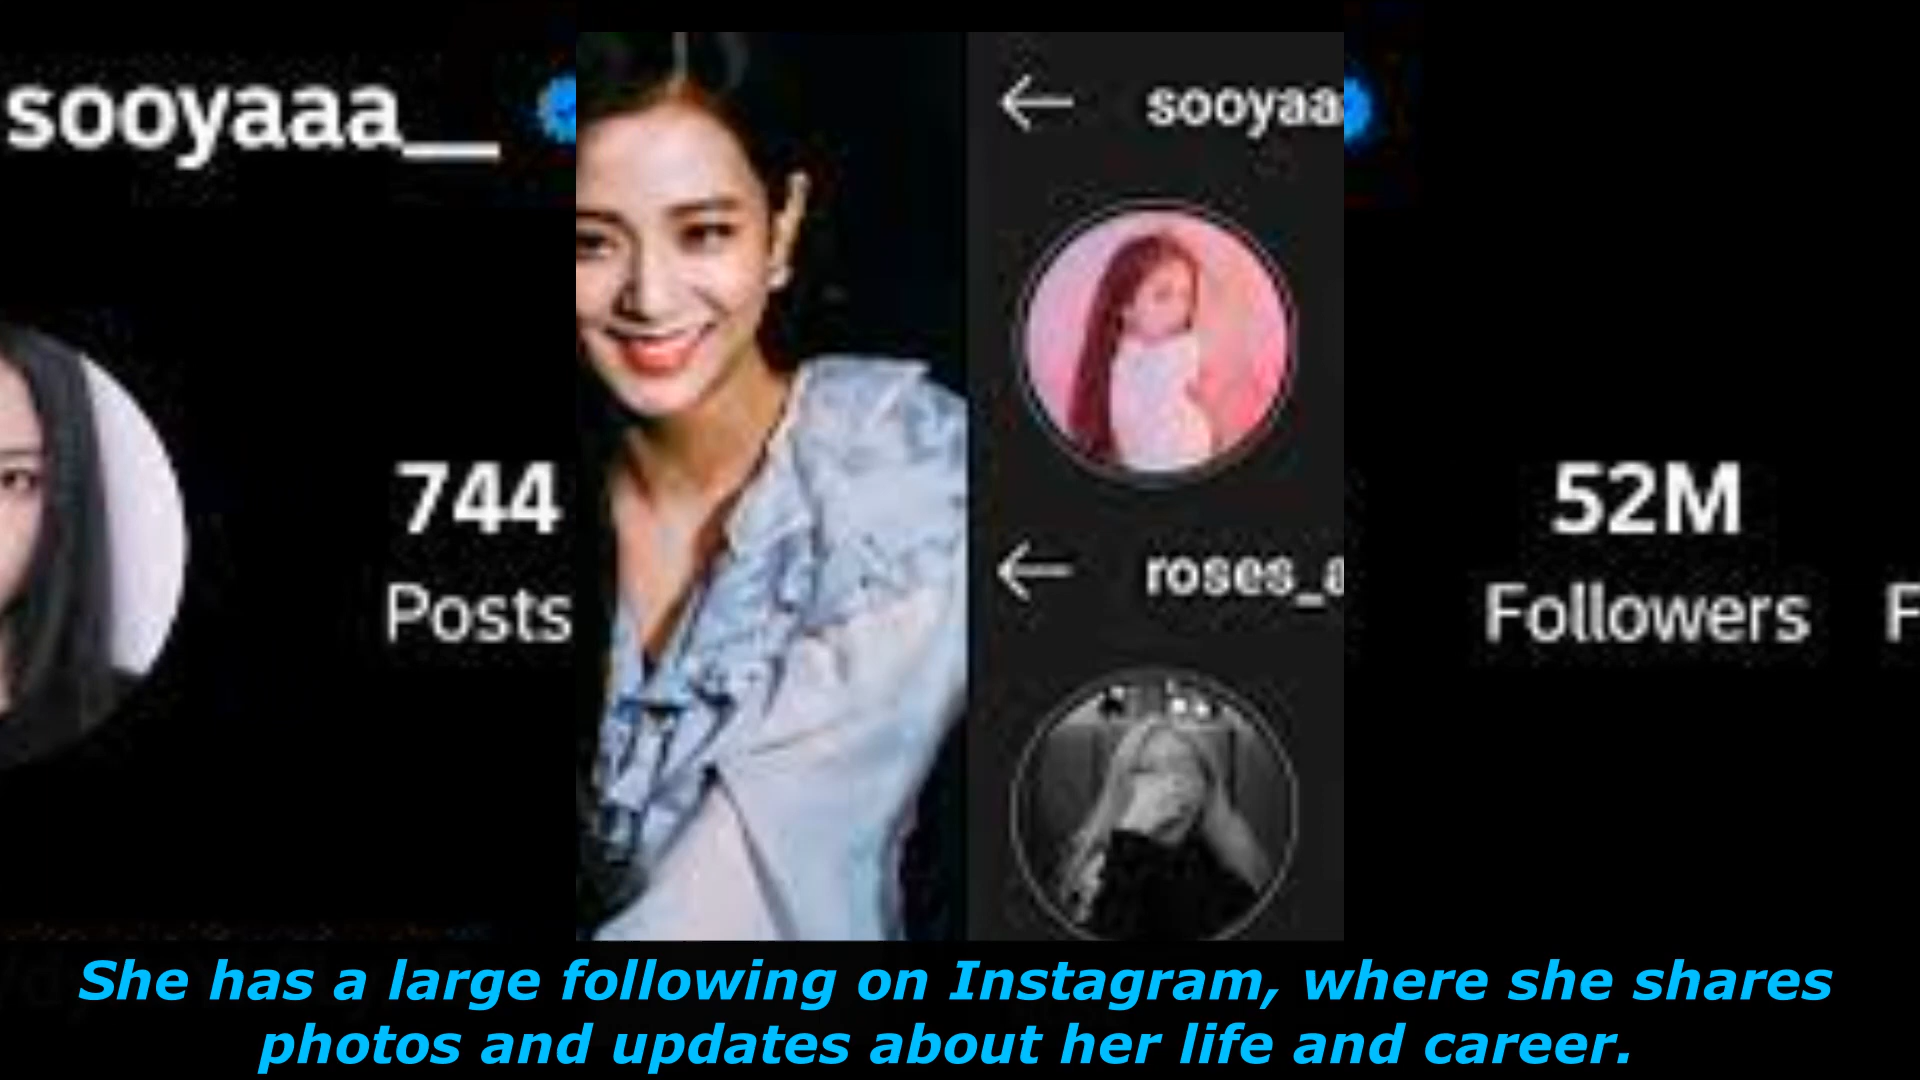 sooyaaa__
sooyaa
744
Posts
roses_a
52M
Followers
F
She has a large following on Instagram, where she shares
photos and updates about her life and career.